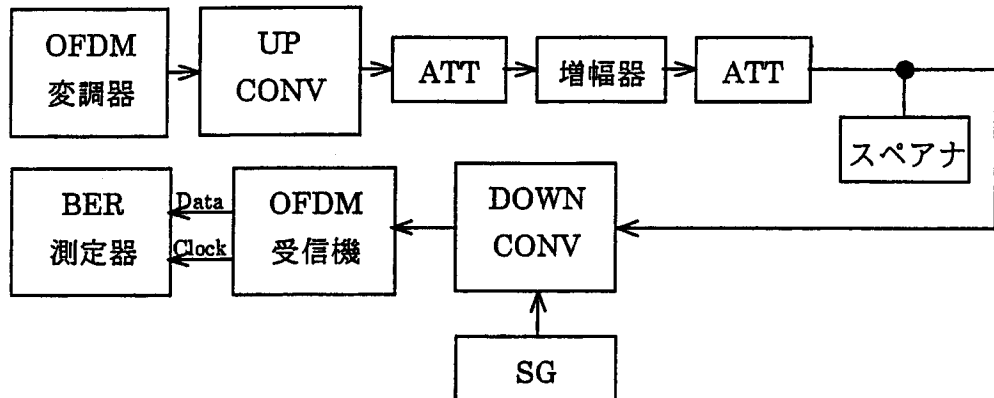 OFDM
変調器
UP
CONV
ATT
増幅器
ATT
スペアナ
BER
測定器
Data
Clock
OFDM
受信機
DOWN
CONV
SG